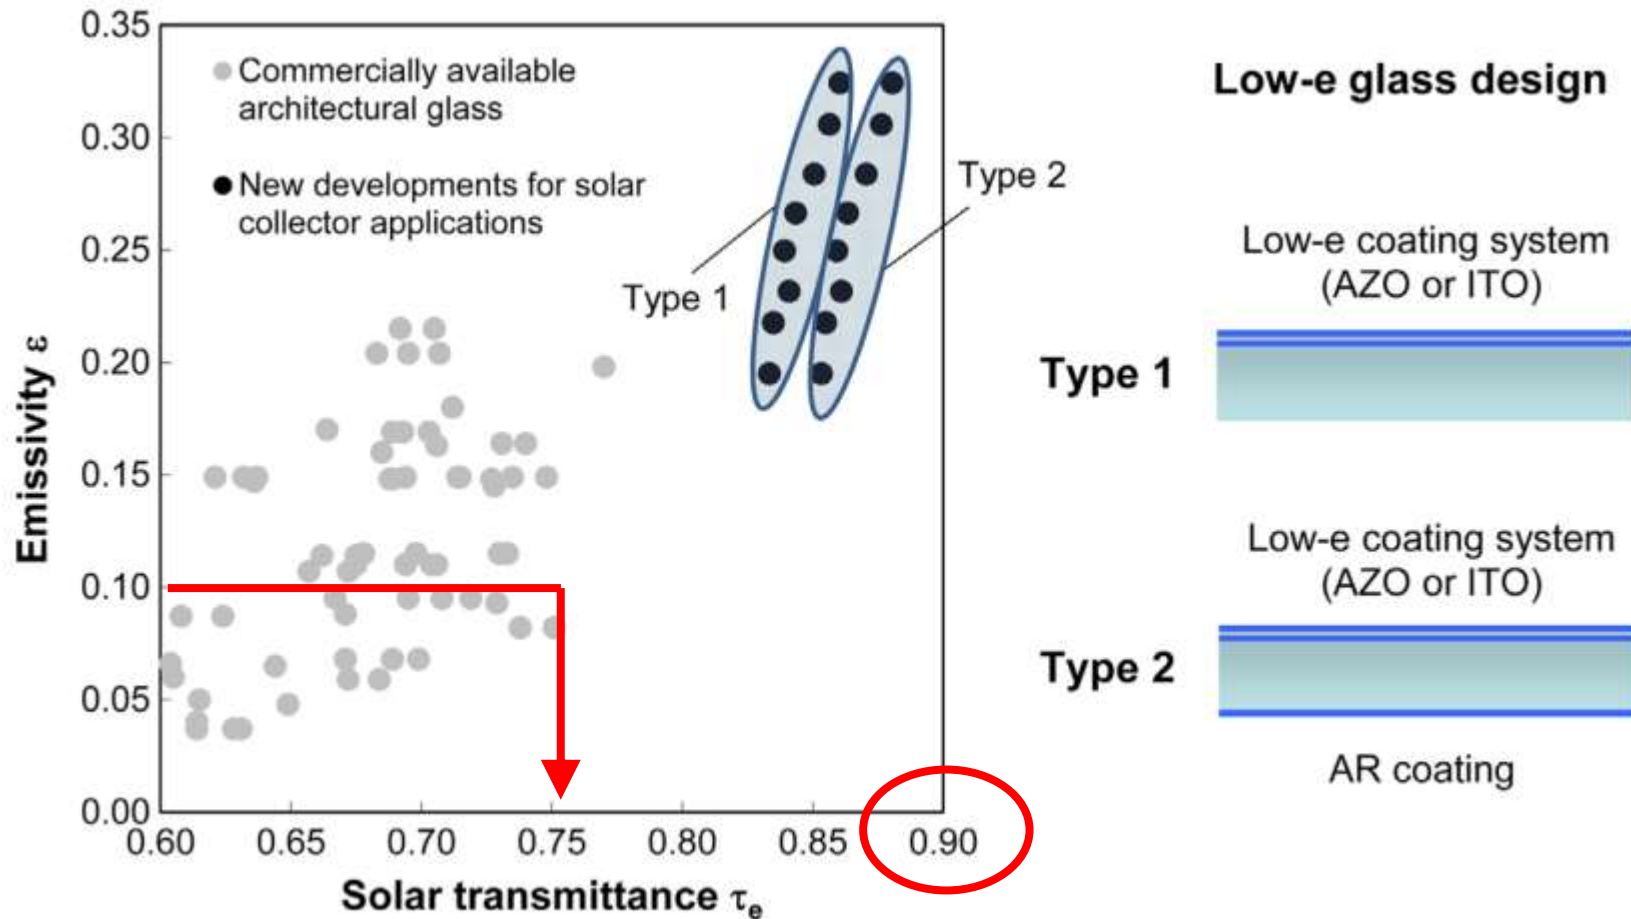 0.35
0.30
0.25
0.20
0.15
0.10
0.05
0.00
Emissivity ε
0.60
0.65
0.70
0.75
0.80
0.85
0.90
Solar transmittance τe
Commercially available
architectural glass
New developments for solar
collector applications
Type 1
Type 2
Low-e glass design
Low-e coating system
(AZO or ITO)
Type 1
Low-e coating system
(AZO or ITO)
Type 2
AR coating